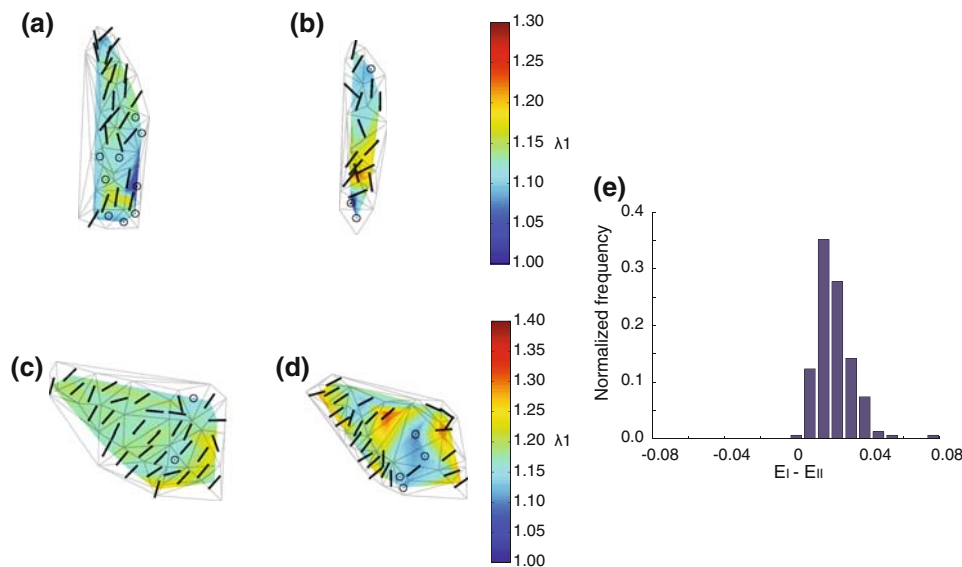 (a)
(b)
1.30
1.25
1.20
1.15 λ1
1.10
1.05
1.00
(c)
(d)
1.40
1.35
1.30
1.25
1.20 λ1
1.15
1.10
1.05
1.00
(e)
0.4
0.3
0.2
0.1
0.0
Normalized frequency
-0.08 -0.04 0 0.04 0.08
EI - EII